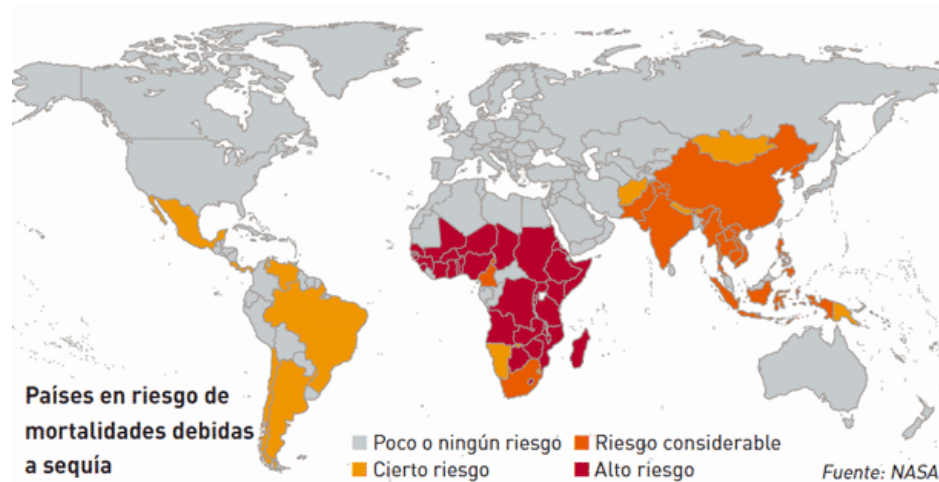 Países en riesgo de
mortalidades debidas
a sequía
Poco o ningún riesgo
Cierto riesgo
Riesgo considerable
Alto riesgo
Fuente: NASA